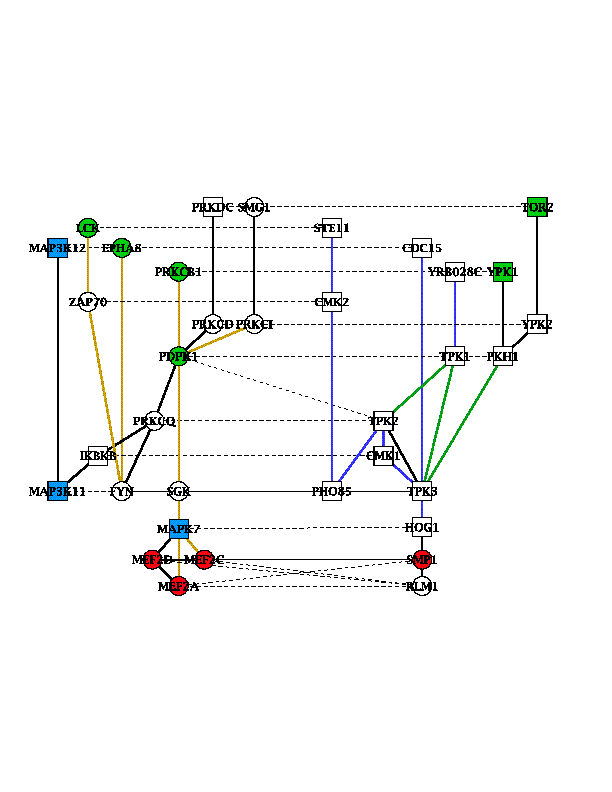 PRKDC SMG1 TOR2
LCK STE11
MAP3K12 EPHA8 CDC15
PRKCB1 YRB028C YPK1
ZAP70 CMK2
PRKCD PRKCI YPK2
PDPK1 TPK1 PKH1
PRKCQ TPK2
IKBKB CMK1
MAP3K11 FYN SGK PHO85 TPK3
MAPK7 HOG1
MEF2D MEF2C SMP1
MEF2A RLM1